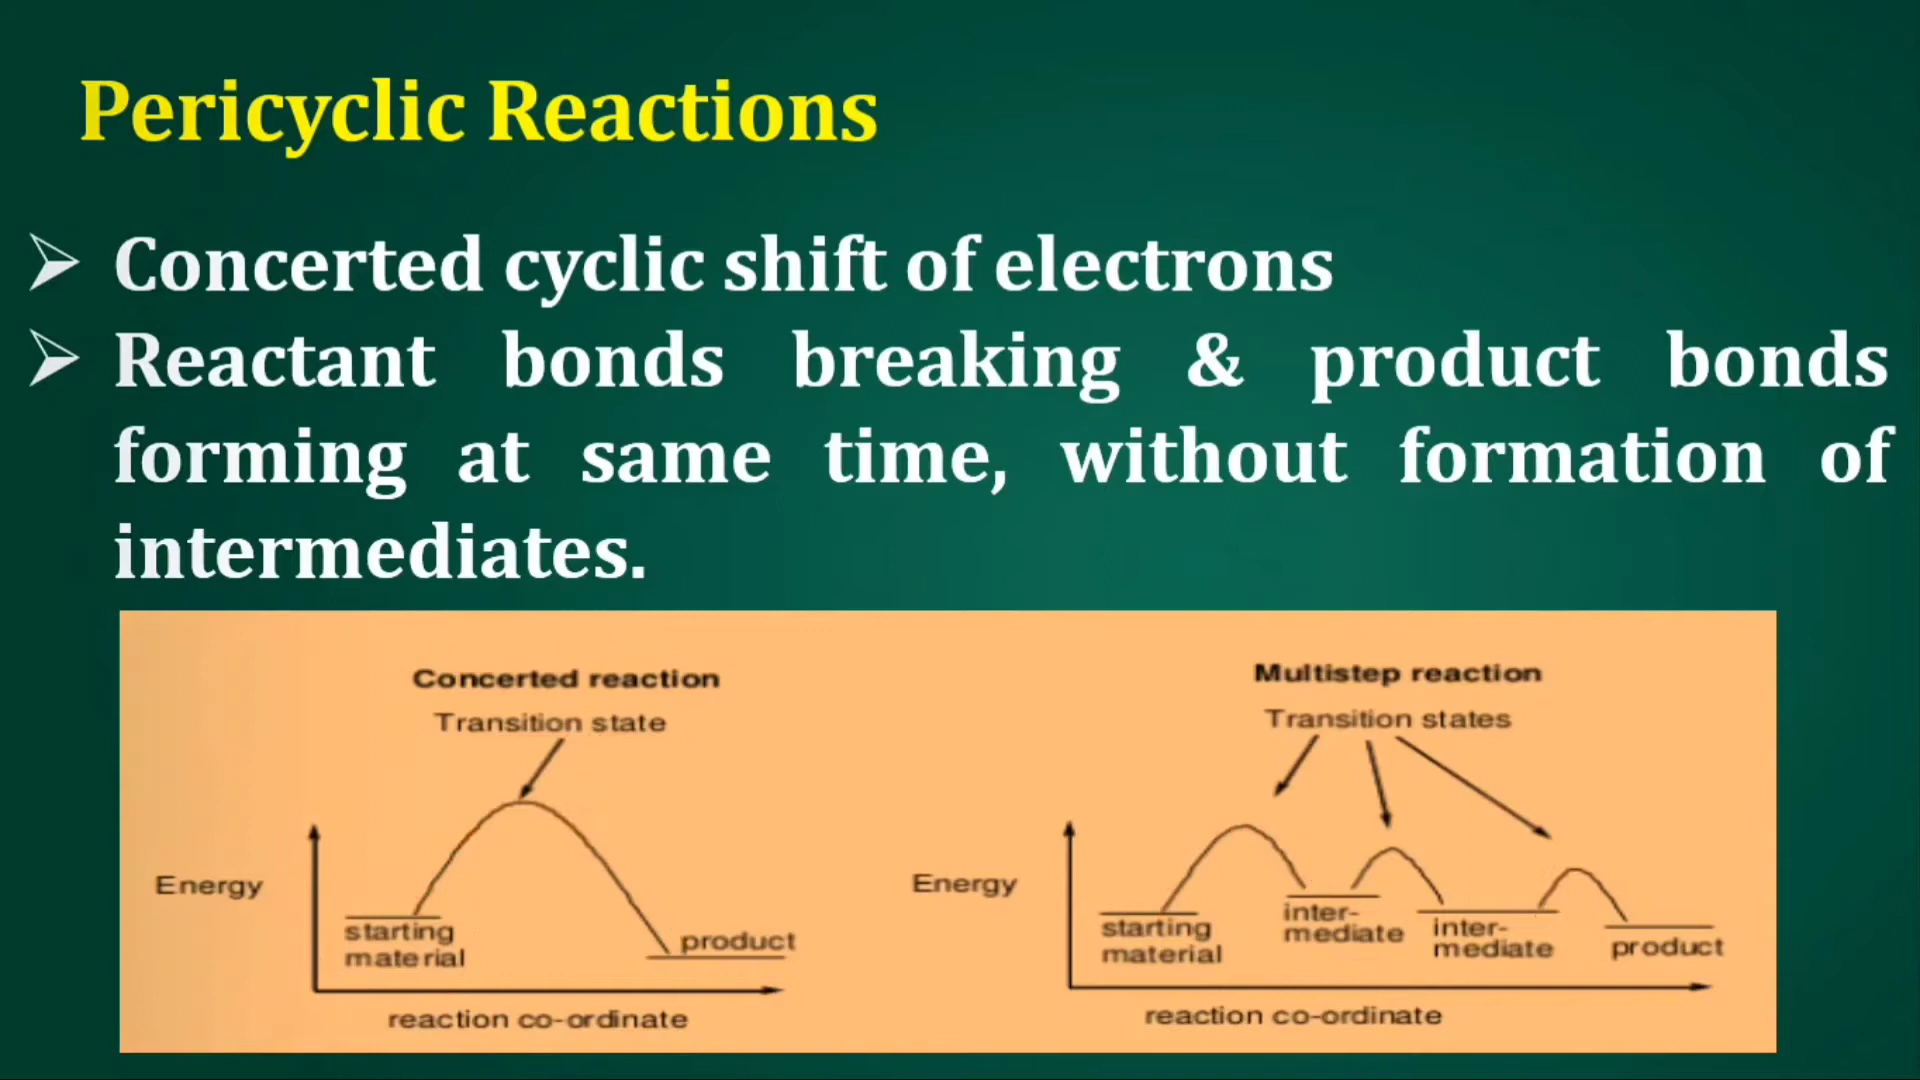 Pericyclic Reactions
Concerted cyclic shift of electrons
Reactant bonds breaking & product bonds
forming at same time, without formation of
intermediates.
Concerted reaction
Transition state
Energy
starting
material
product
reaction co-ordinate
Multistep reaction
Transition states
Energy
starting
material
inter-
mediate
inter-
mediate
product
reaction co-ordinate